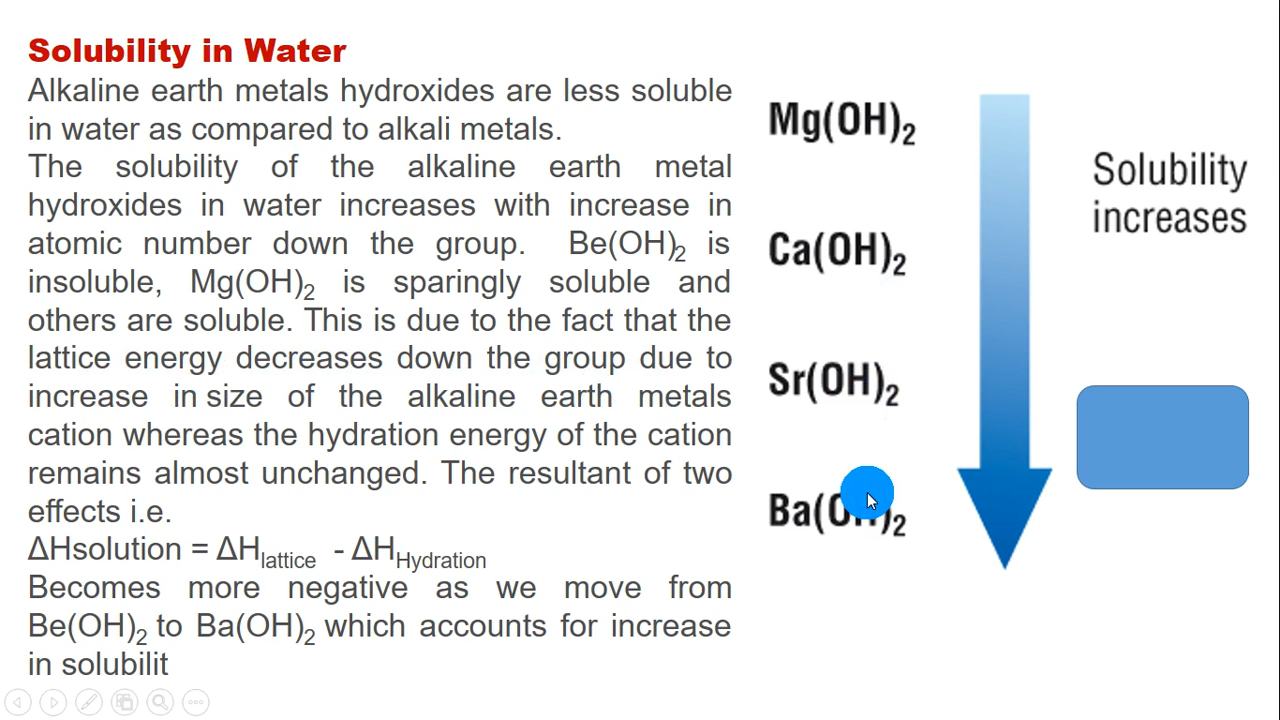 Solubility in Water
Alkaline earth metals hydroxides are less soluble
in water as compared to alkali metals.
The solubility of the alkaline earth metal
hydroxides in water increases with increase in
atomic number down the group. Be(OH)₂ is
insoluble, Mg(OH)₂ is sparingly soluble and
others are soluble. This is due to the fact that the
lattice energy decreases down the group due to
increase in size of the alkaline earth metals
cation whereas the hydration energy of the cation
remains almost unchanged. The resultant of two
effects i.e.
ΔHsolution = ΔHlattice - ΔHHydration
Becomes more negative as we move from
Be(OH)₂ to Ba(OH)₂ which accounts for increase
in solubilit
Mg(OH)₂
Ca(OH)₂
Sr(OH)₂
Ba(OH)₂
Solubility
increases